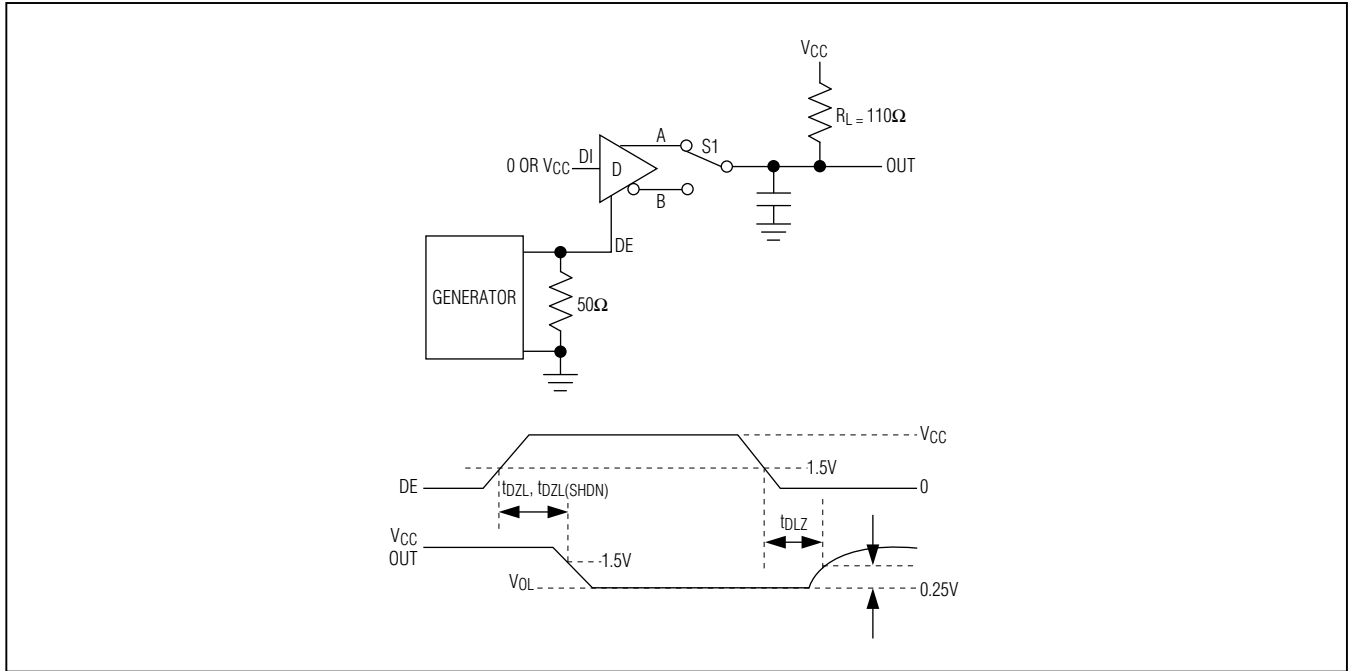 VCC
RL = 110Ω
A
S1
0 OR VCC
DI
D
OUT
B
DE
GENERATOR
50Ω
VCC
1.5V
DE
0
tDZL, tDZL(SHDN)
tDLZ
VCC
OUT
1.5V
VOL
0.25V